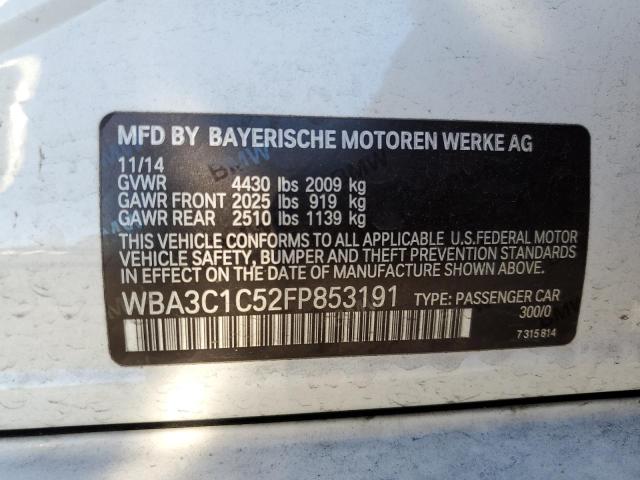 MFD BY BAYERISCHE MOTOREN WERKE AG
11/14
GVWR 4430 lbs 2009 kg
GAWR FRONT 2025 lbs 919 kg
GAWR REAR 2510 lbs 1139 kg
THIS VEHICLE CONFORMS TO ALL APPLICABLE U.S.FEDERAL MOTOR
VEHICLE SAFETY, BUMPER AND THEFT PREVENTION STANDARDS
IN EFFECT ON THE DATE OF MANUFACTURE SHOWN ABOVE.
WBA3C1C52FP853191 TYPE: PASSENGER CAR
300/0
7315814